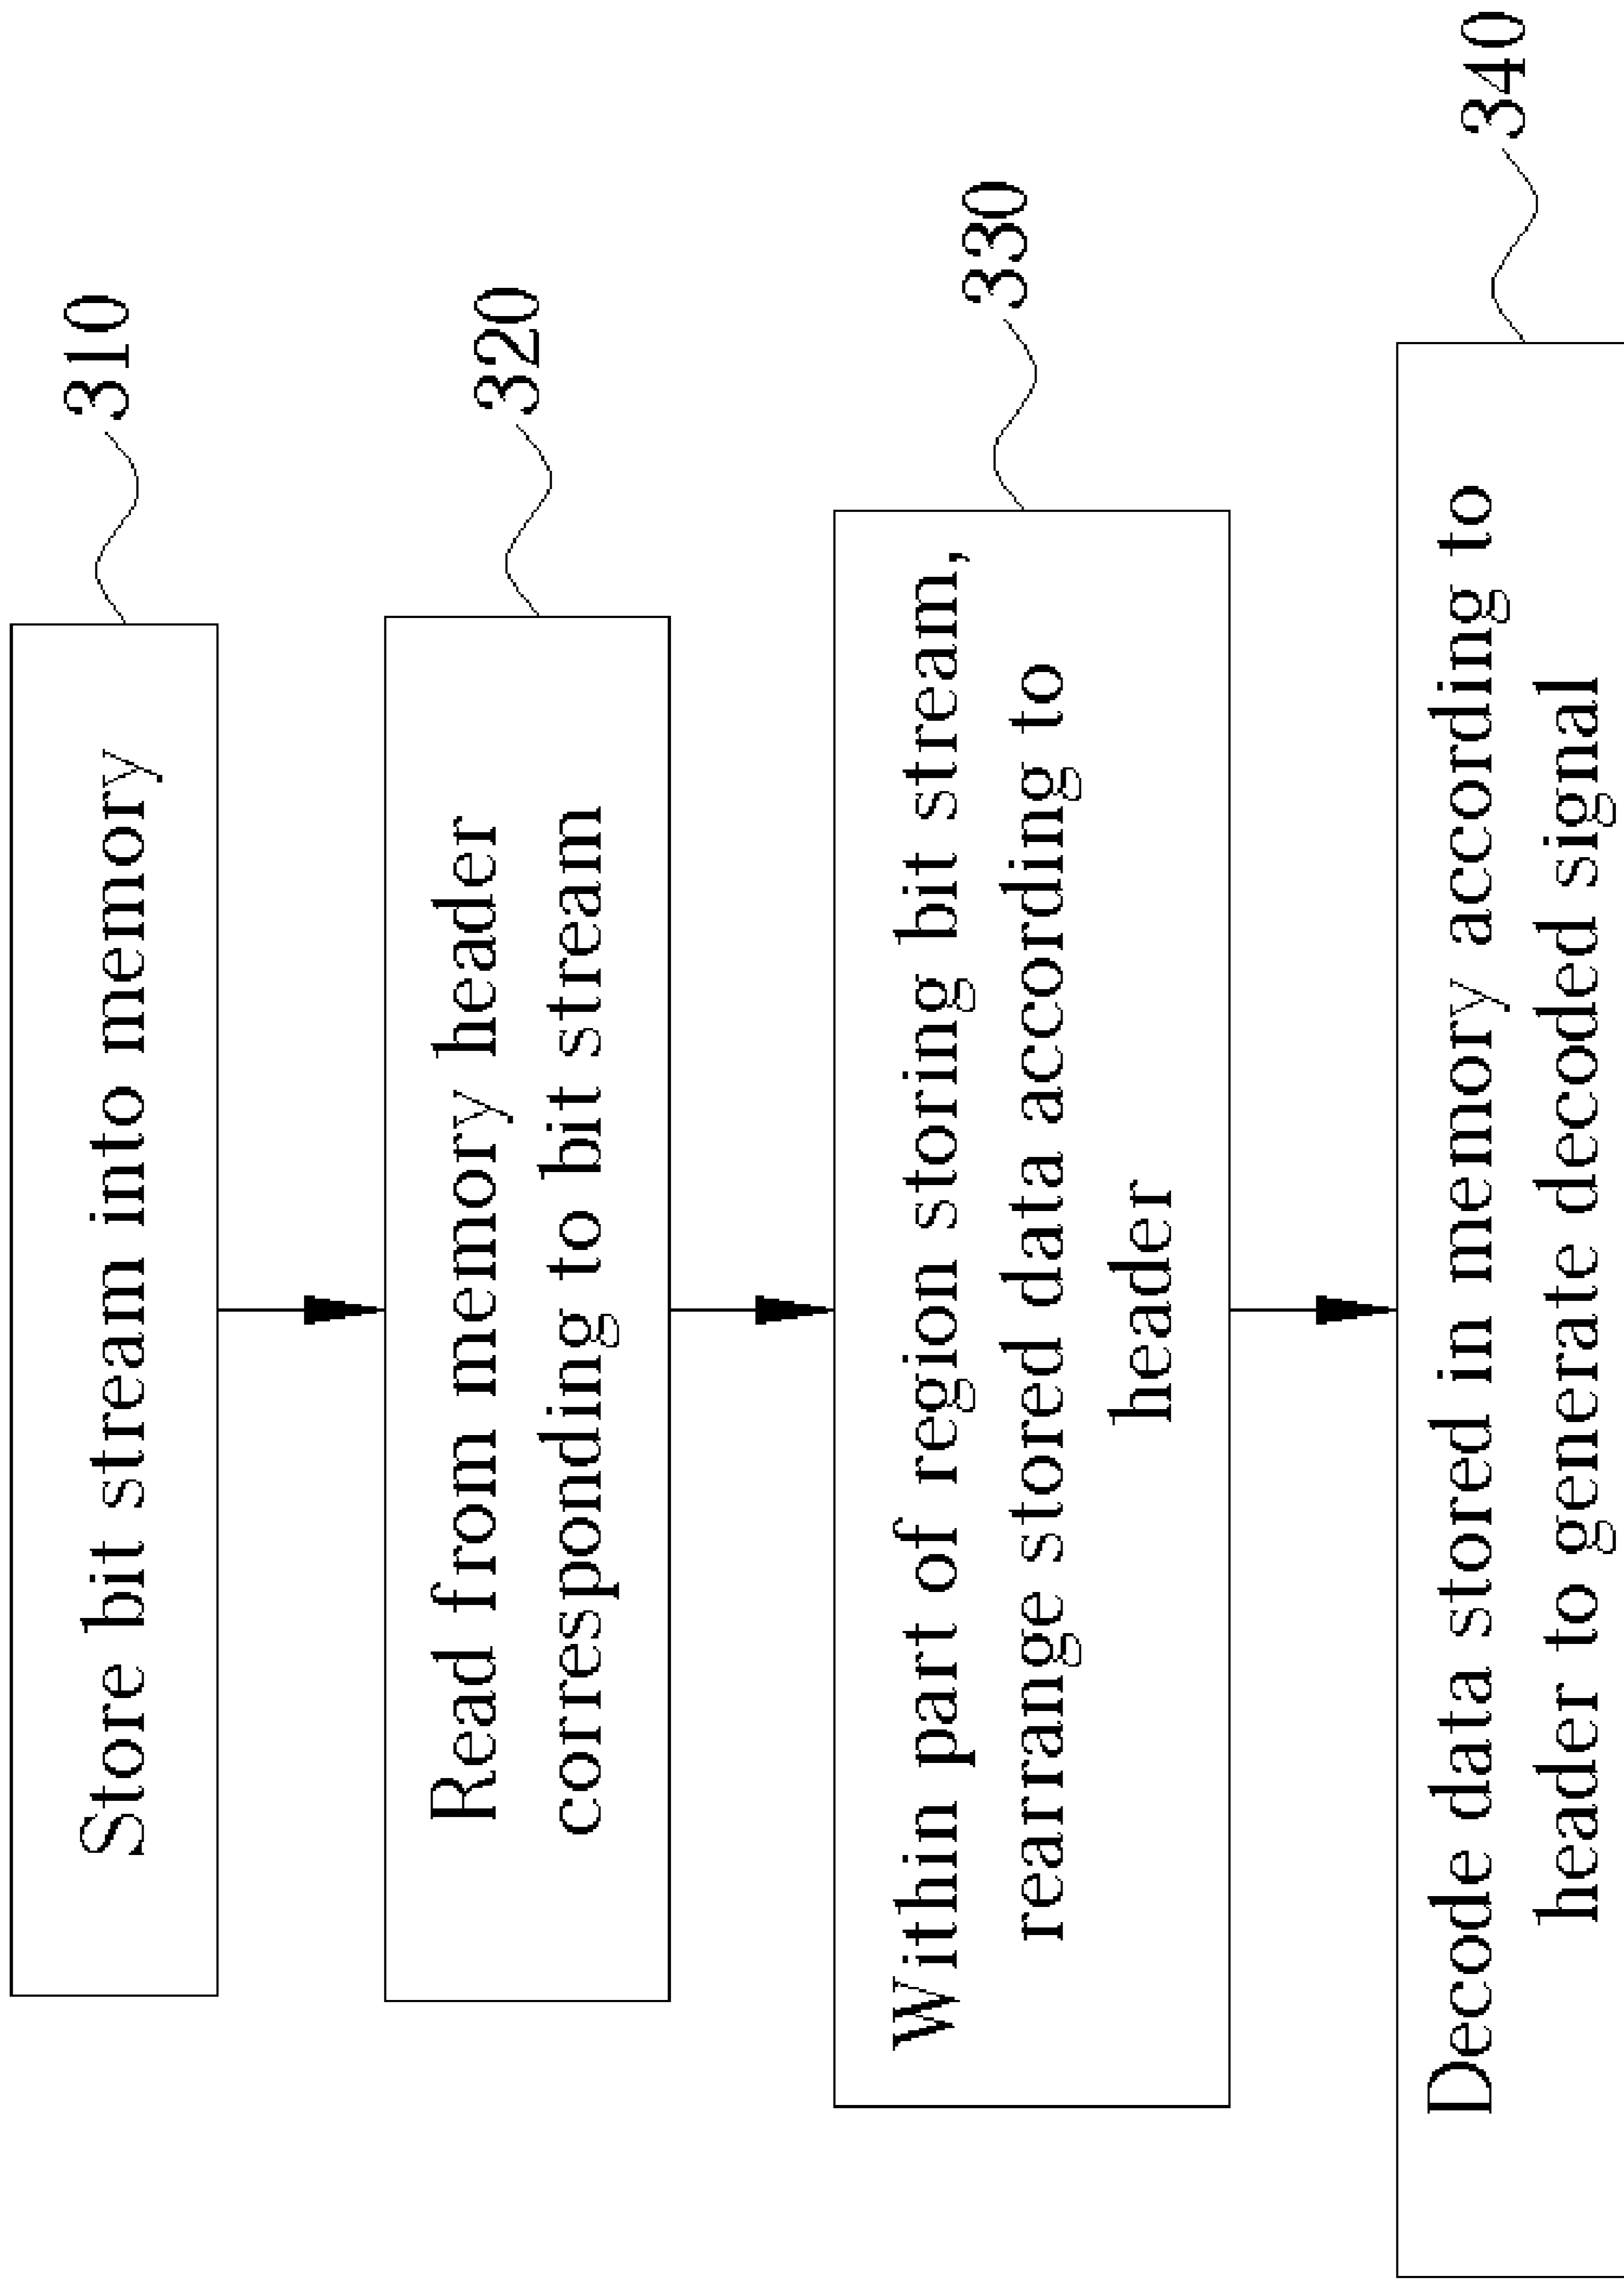 Store bit stream into memory
310
Read from memory header
corresponding to bit stream
320
Within part of region storing bit stream,
rearrange stored data according to
header
330
Decode data stored in memory according to
header to generate decoded signal
340